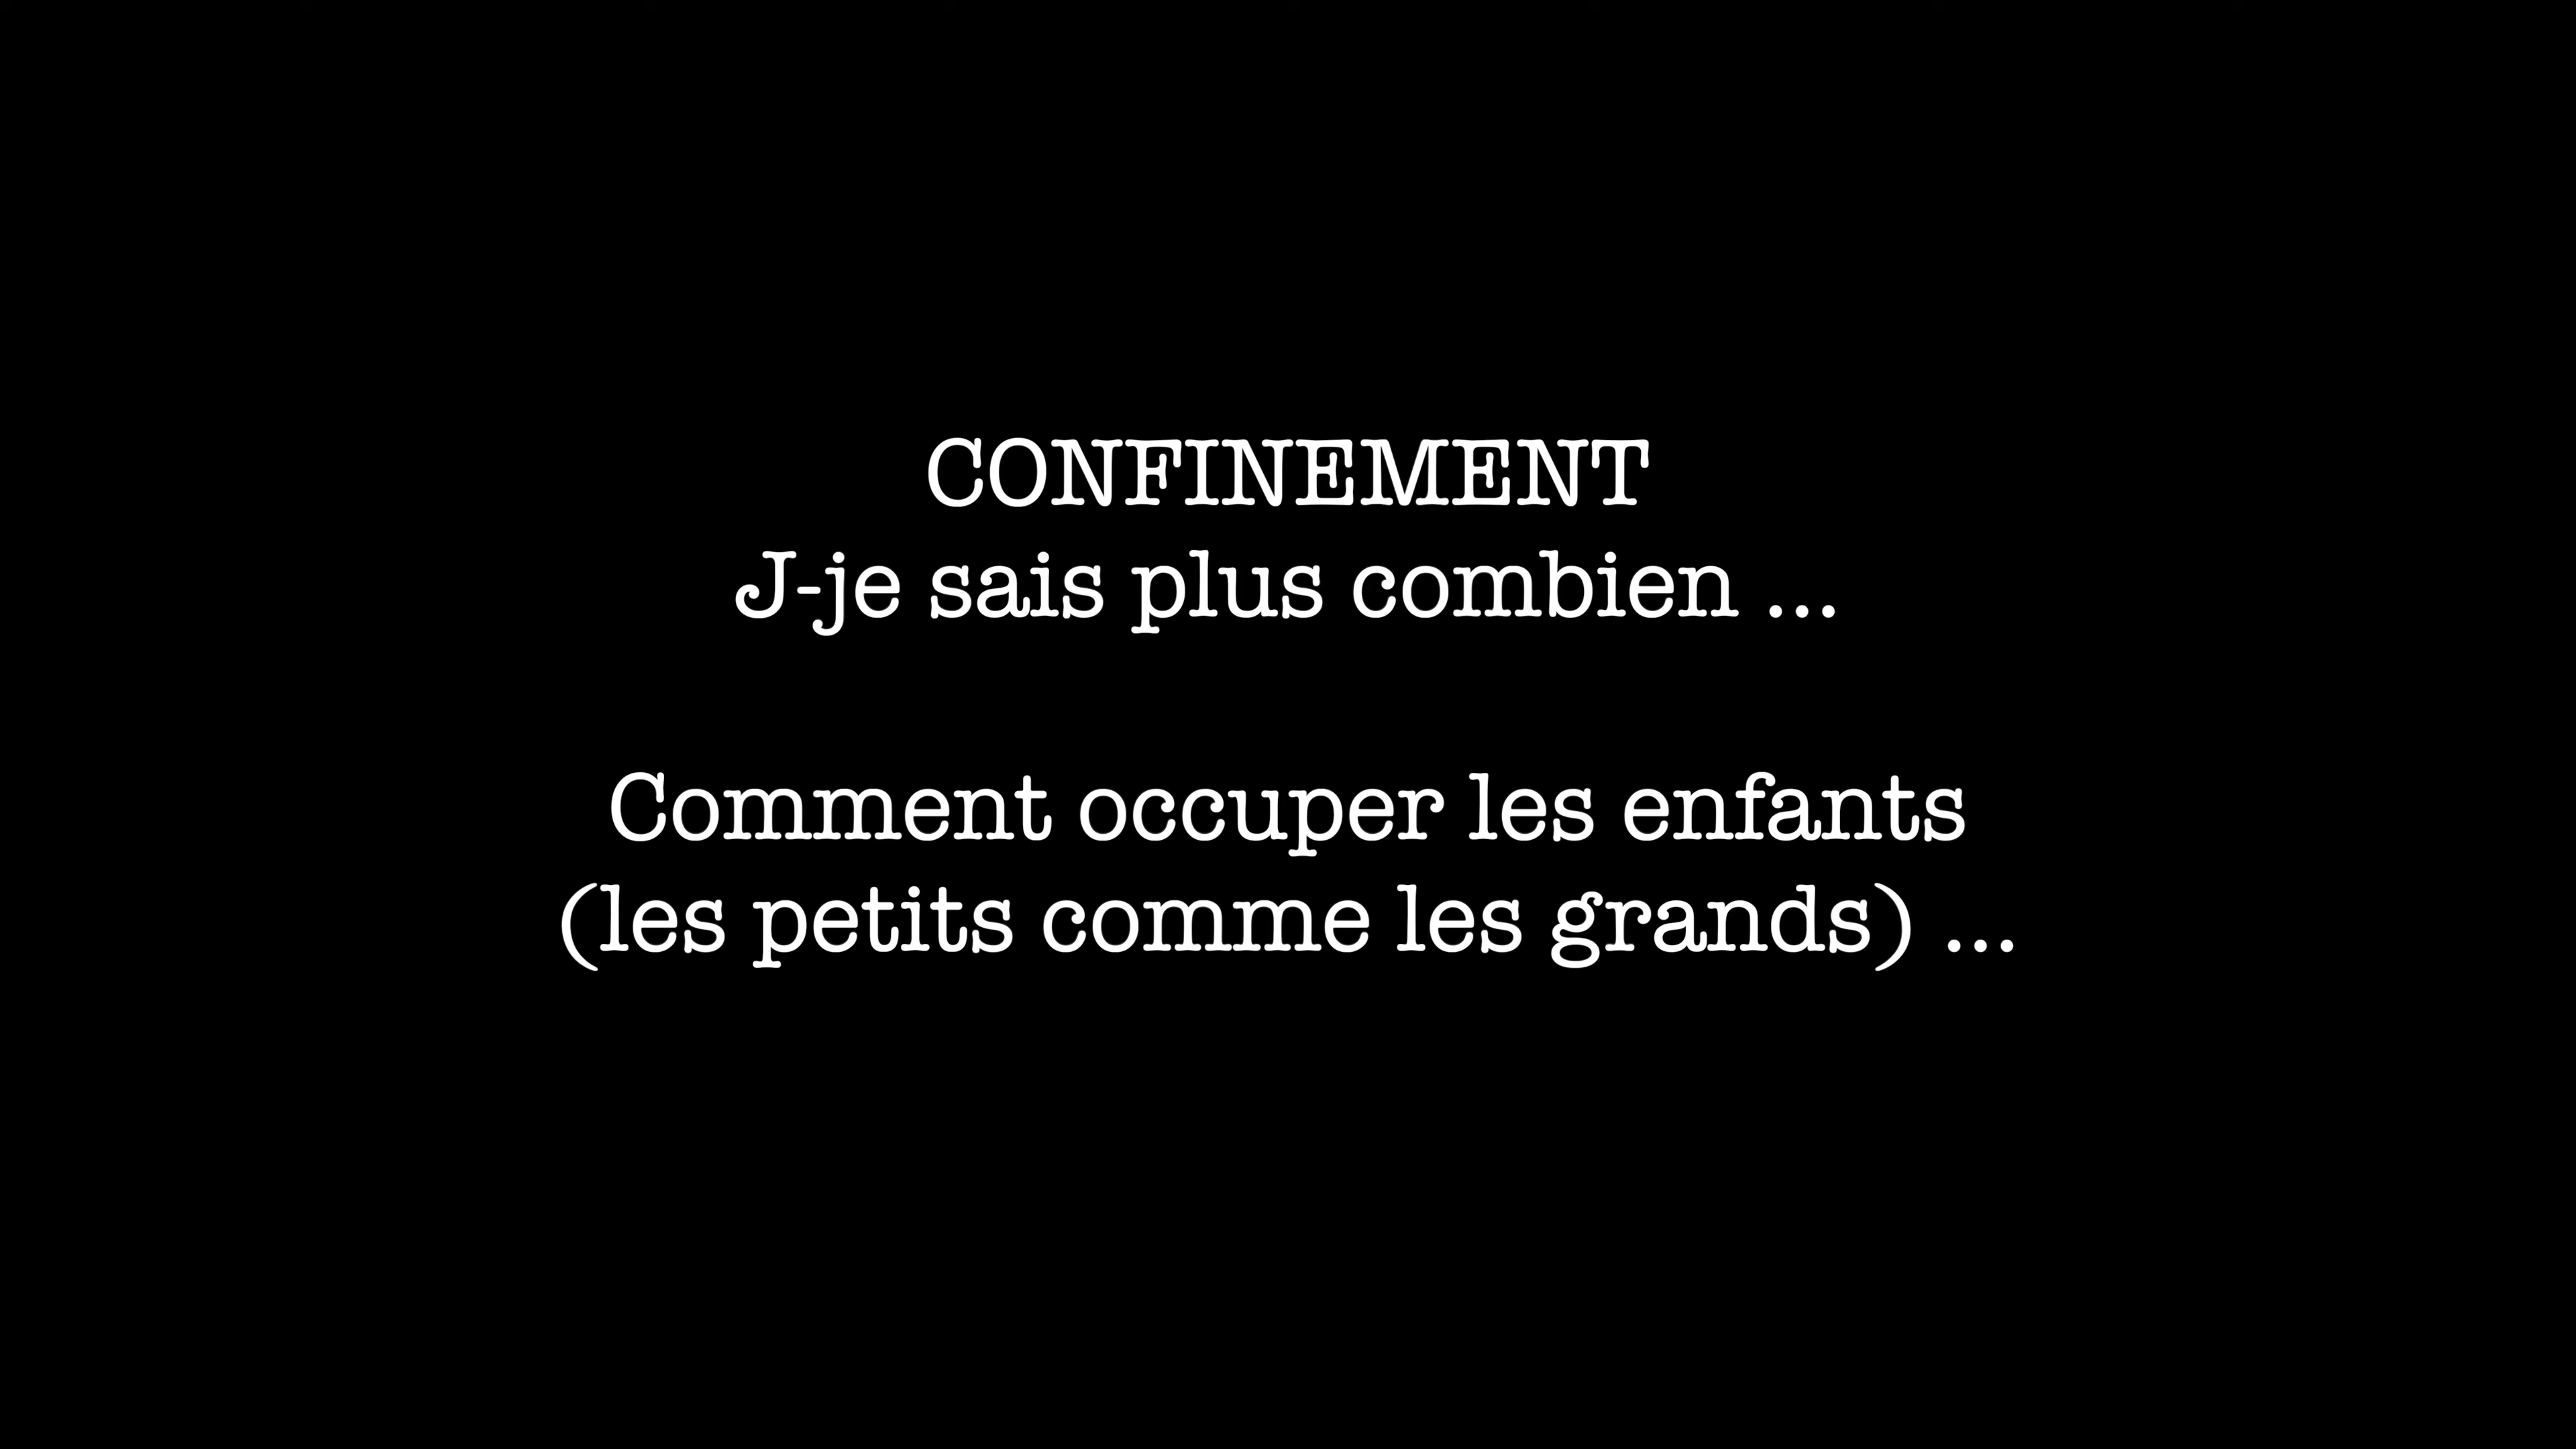 CONFINEMENT
J-je sais plus combien ...
Comment occuper les enfants
(les petits comme les grands) ...